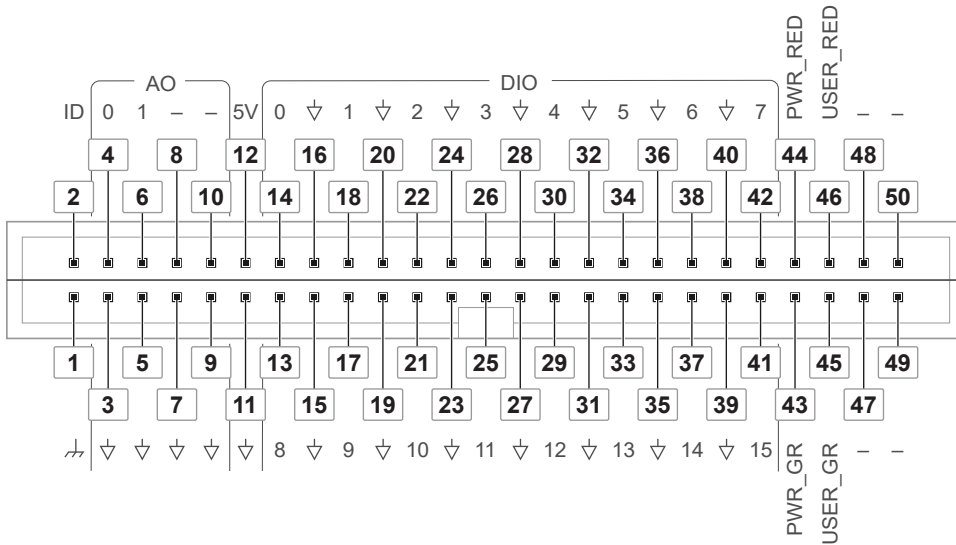 PWR_RED
USER_RED
AO
DIO
ID 0 1 – – 5V 0 1 2 3 4 5 6 7 – –
4 8 12 16 20 24 28 32 36 40 44 48
2 6 10 14 18 22 26 30 34 38 42 46 50
1 5 9 13 17 21 25 29 33 37 41 45 49
3 7 11 15 19 23 27 31 35 39 43 47
8 9 10 11 12 13 14 15 – –
PWR_GR
USER_GR